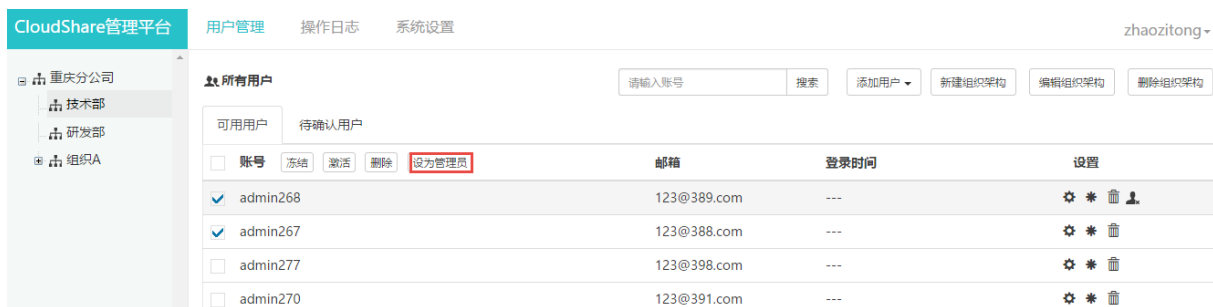 CloudShare管理平台 用户管理 操作日志 系统设置 zhaozitong
重庆分公司
技术部
研发部
组织A
所有用户 请输入账号 搜索 添加用户 新建组织架构 编辑组织架构 删除组织架构
可用用户 待确认用户
账号 冻结 激活 删除 设为管理员 邮箱 登录时间 设置
admin268 123@389.com ---
admin267 123@388.com ---
admin277 123@398.com ---
admin270 123@391.com ---